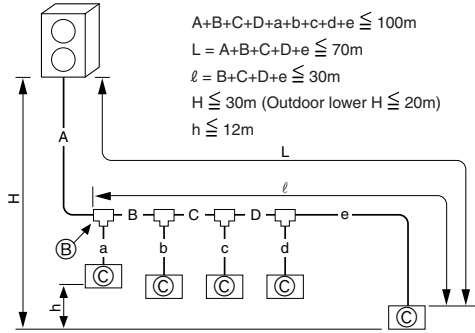 A+B+C+D+a+b+c+d+e ≦ 100m
L = A+B+C+D+e ≦ 70m
ℓ = B+C+D+e ≦ 30m
H ≦ 30m (Outdoor lower H ≦ 20m)
h ≦ 12m
A
L
H
ℓ
B C D e
Ⓑ
a b c d
Ⓒ Ⓒ Ⓒ Ⓒ
h
Ⓒ